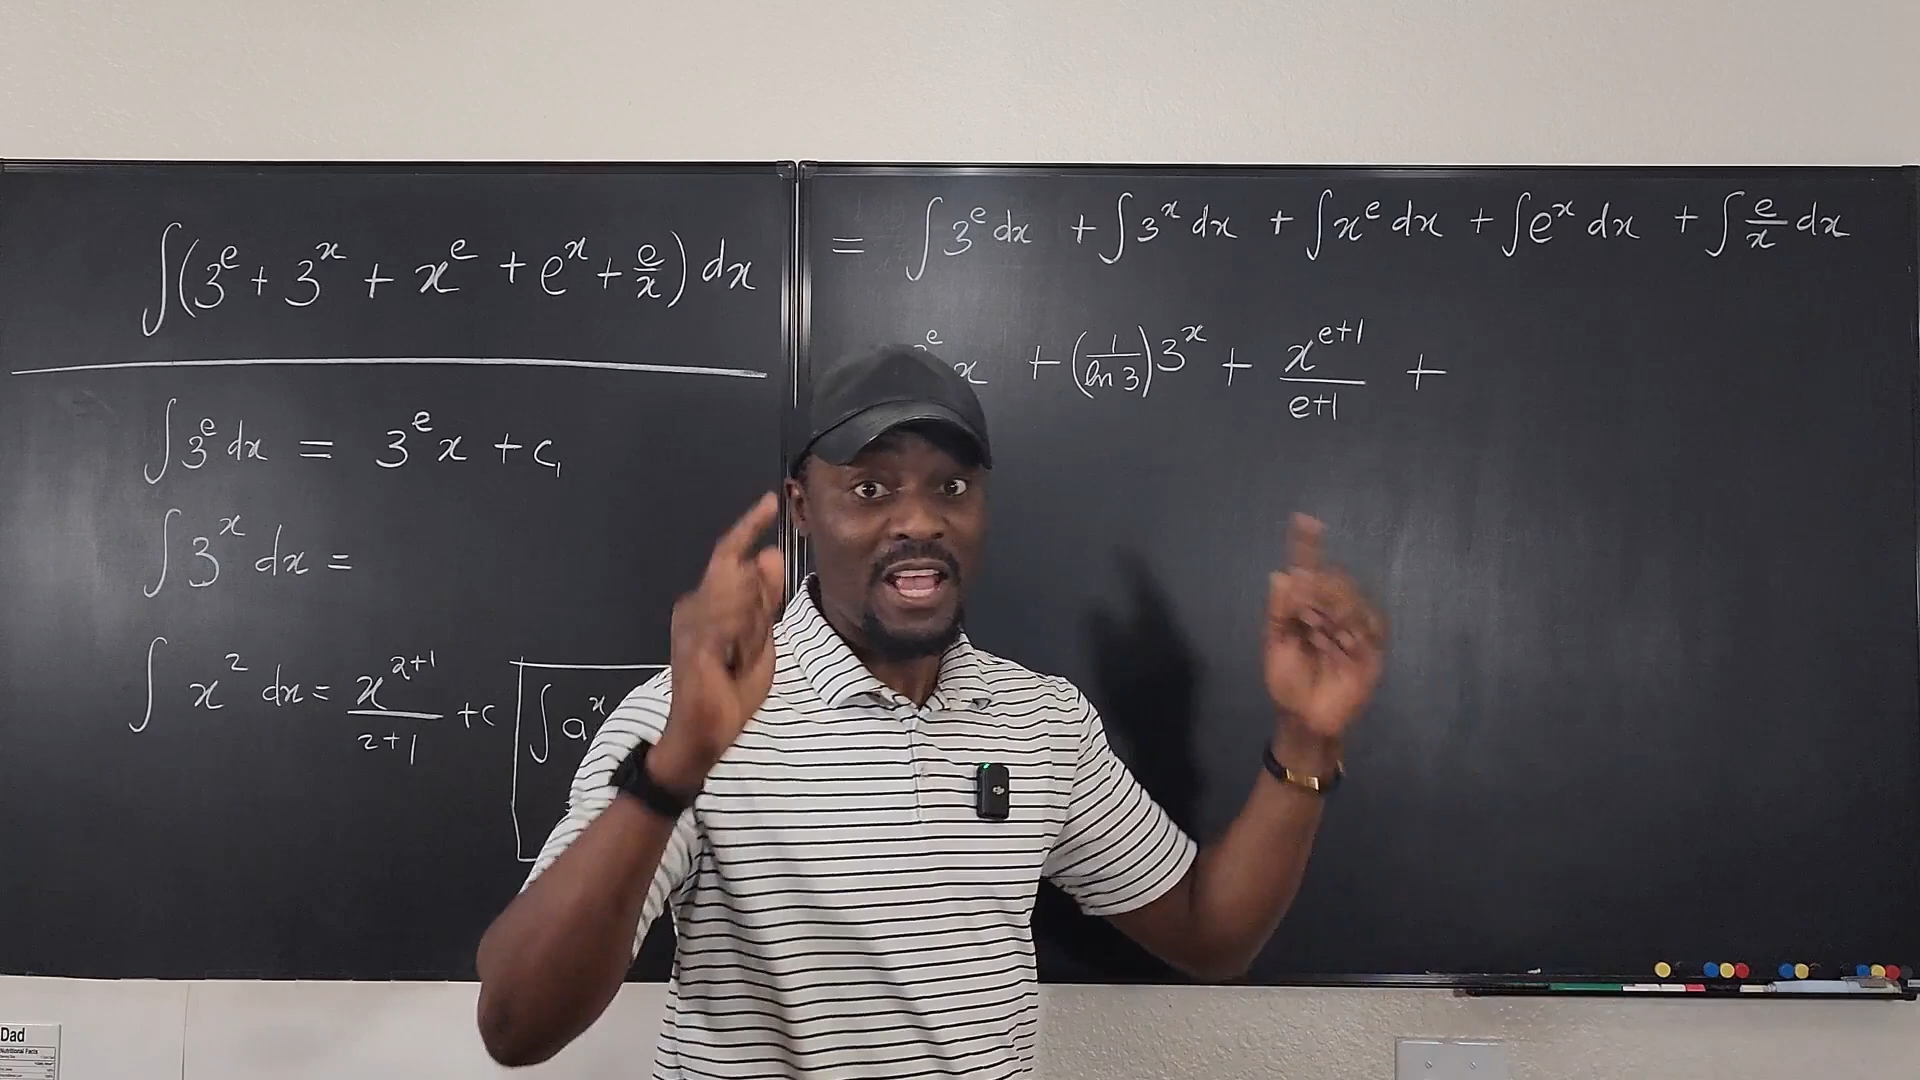 ∫(3^e + 3^x + x^e + e^x + e/x) dx
∫3^e dx = 3^e x + c₁
∫3^x dx =
∫ x^2 dx = x^(2+1)/(2+1) + c
∫a^x
= ∫3^e dx + ∫3^x dx + ∫x^e dx + ∫e^x dx + ∫e/x dx
^e x + (1/ln 3)3^x + x^(e+1)/(e+1) +
Dad
Nutritional Facts